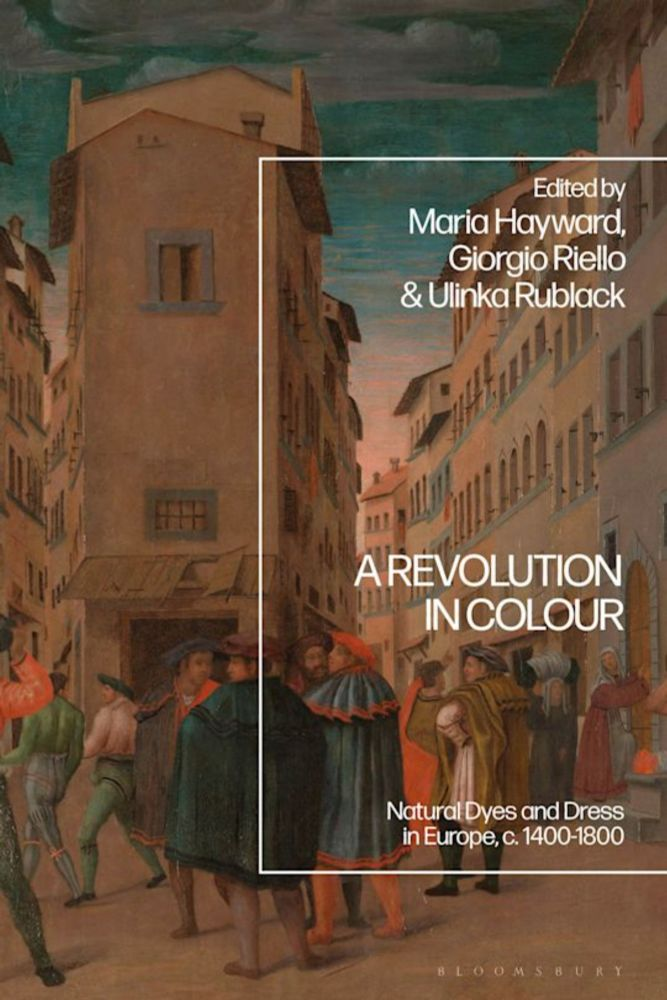 Edited by
Maria Hayward,
Giorgio Riello
& Ulinka Rublack
A REVOLUTION
IN COLOUR
Natural Dyes and Dress
in Europe, c. 1400-1800
BLOOMSBURY